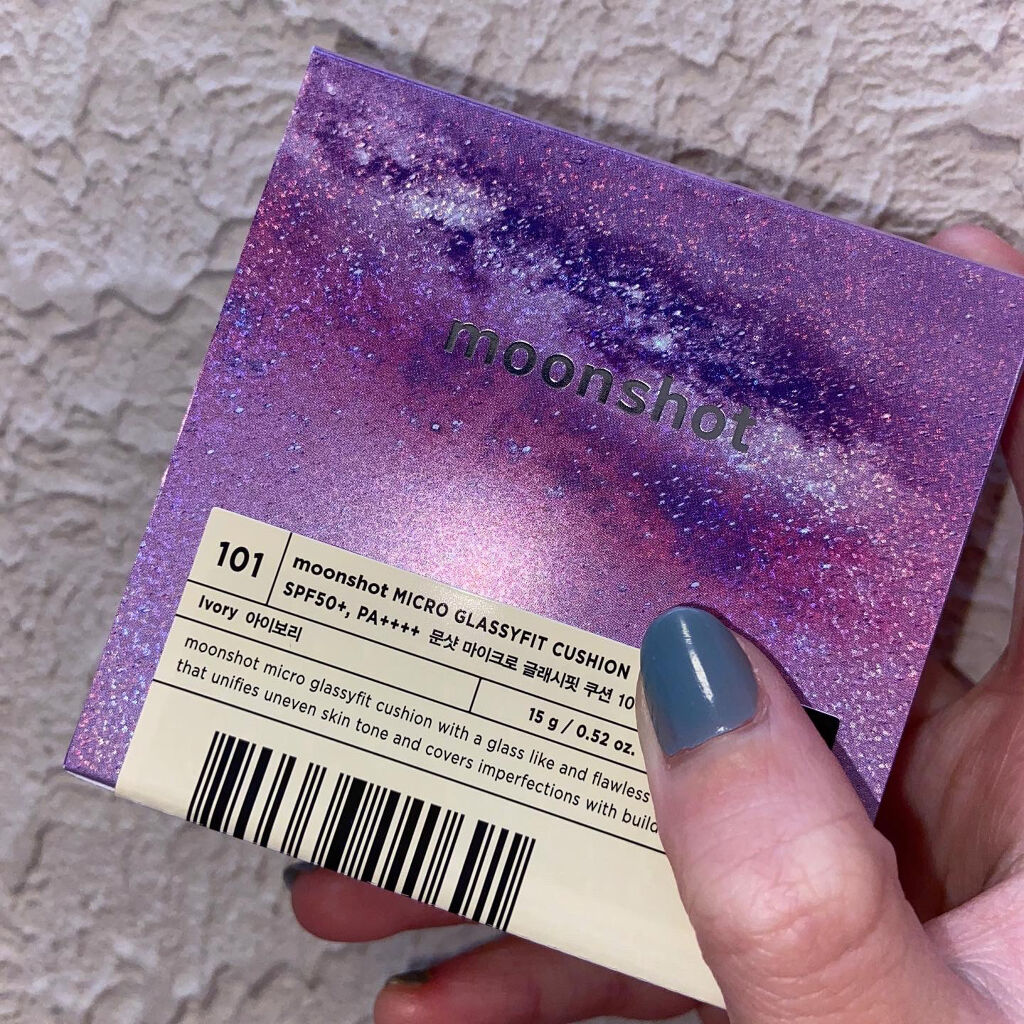 moonshot
101
moonshot MICRO GLASSYFIT CUSHION
SPF50+, PA++++ 문샷 마이크로 글래시핏 쿠션 10
Ivory 아이보리
15 g / 0.52 oz.
moonshot micro glassyfit cushion with a glass like and flawless
that unifies uneven skin tone and covers imperfections with build